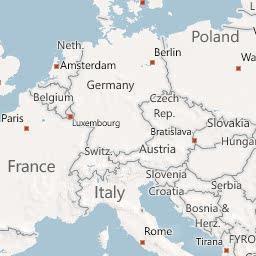 Neth.
Poland
Berlin
Amsterdam
Wa
Germany
Belgium
Czech
Rep.
Paris
Luxembourg
Slovakia
Bratislava
Hungar
Switz.
Austria
France
Slovenia
Croatia
Serbia
Italy
Bosnia &
Herz.
Rome
Tirana
FYRO